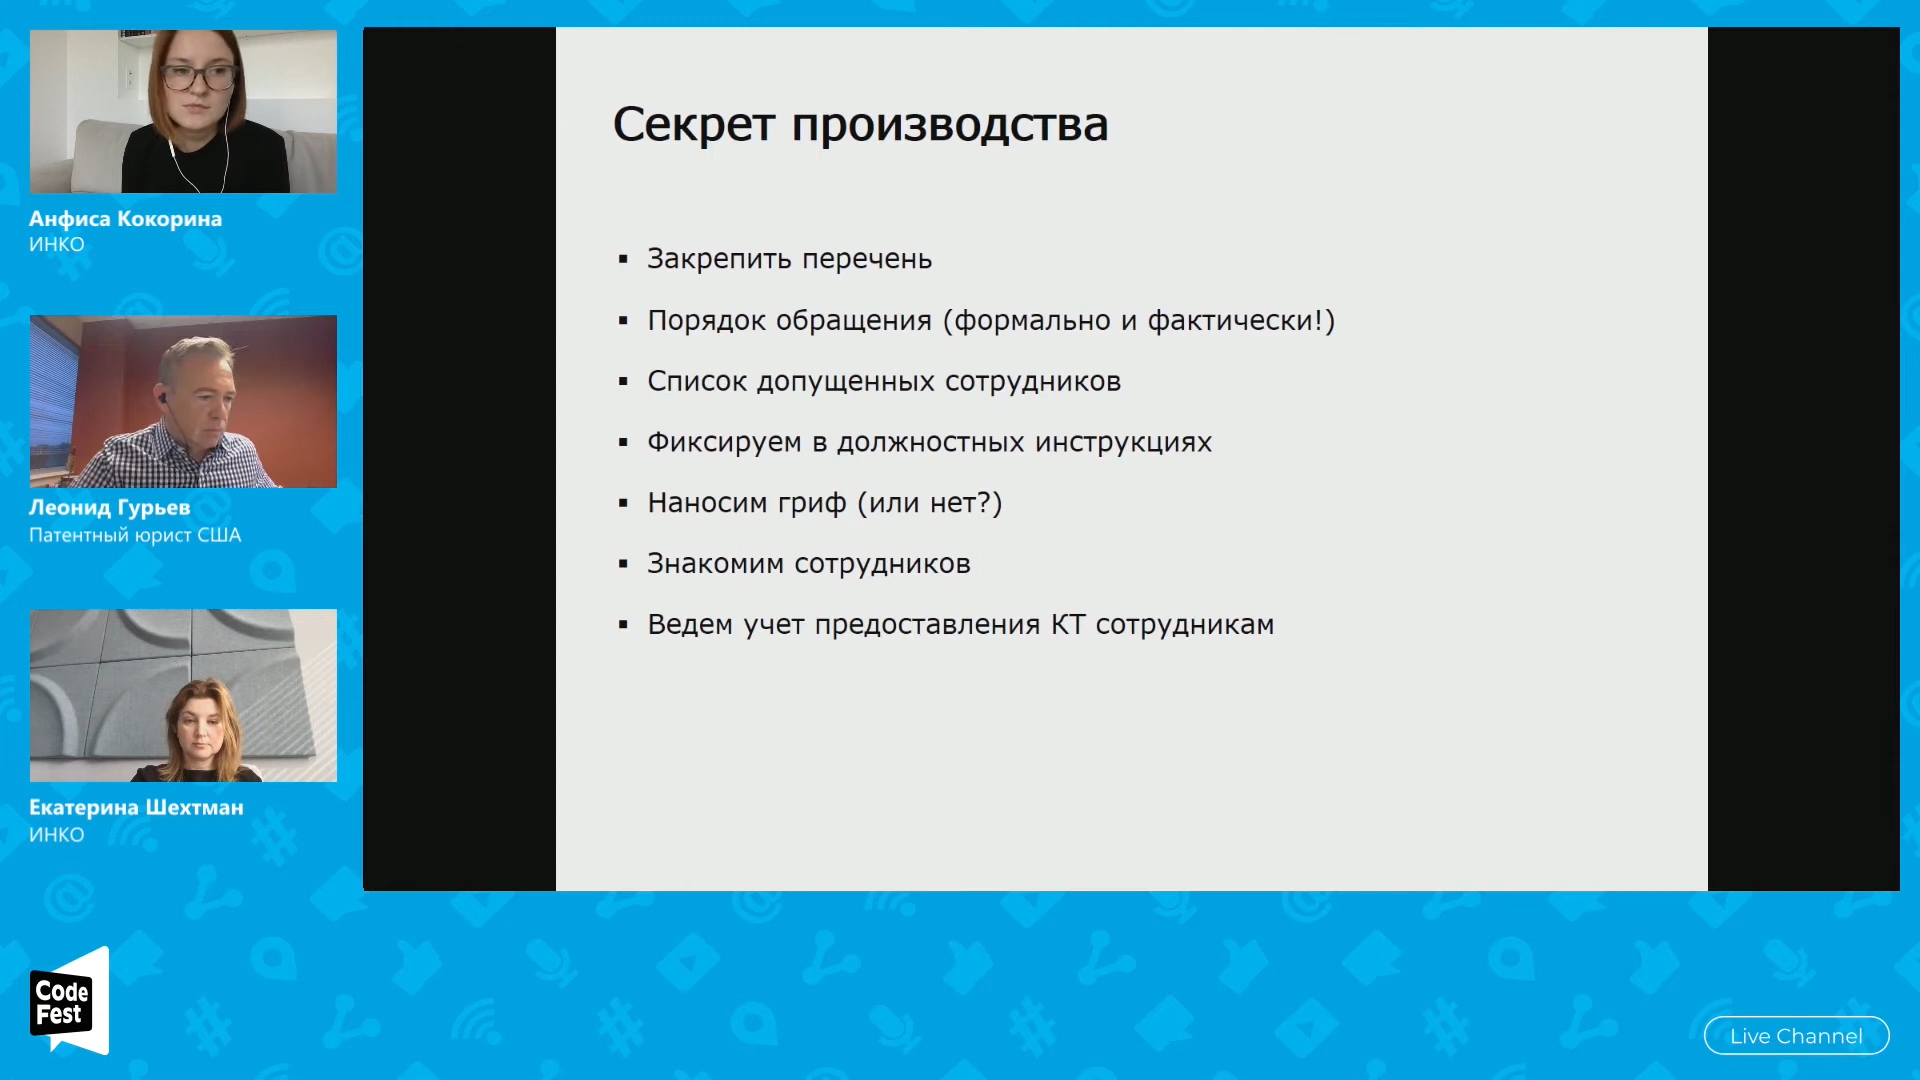 Анфиса Кокорина
ИНКО
Леонид Гурьев
Патентный юрист США
Екатерина Шехтман
ИНКО
Секрет производства
▪ Закрепить перечень
▪ Порядок обращения (формально и фактически!)
▪ Список допущенных сотрудников
▪ Фиксируем в должностных инструкциях
▪ Наносим гриф (или нет?)
▪ Знакомим сотрудников
▪ Ведем учет предоставления КТ сотрудникам
Code
Fest
Live Channel